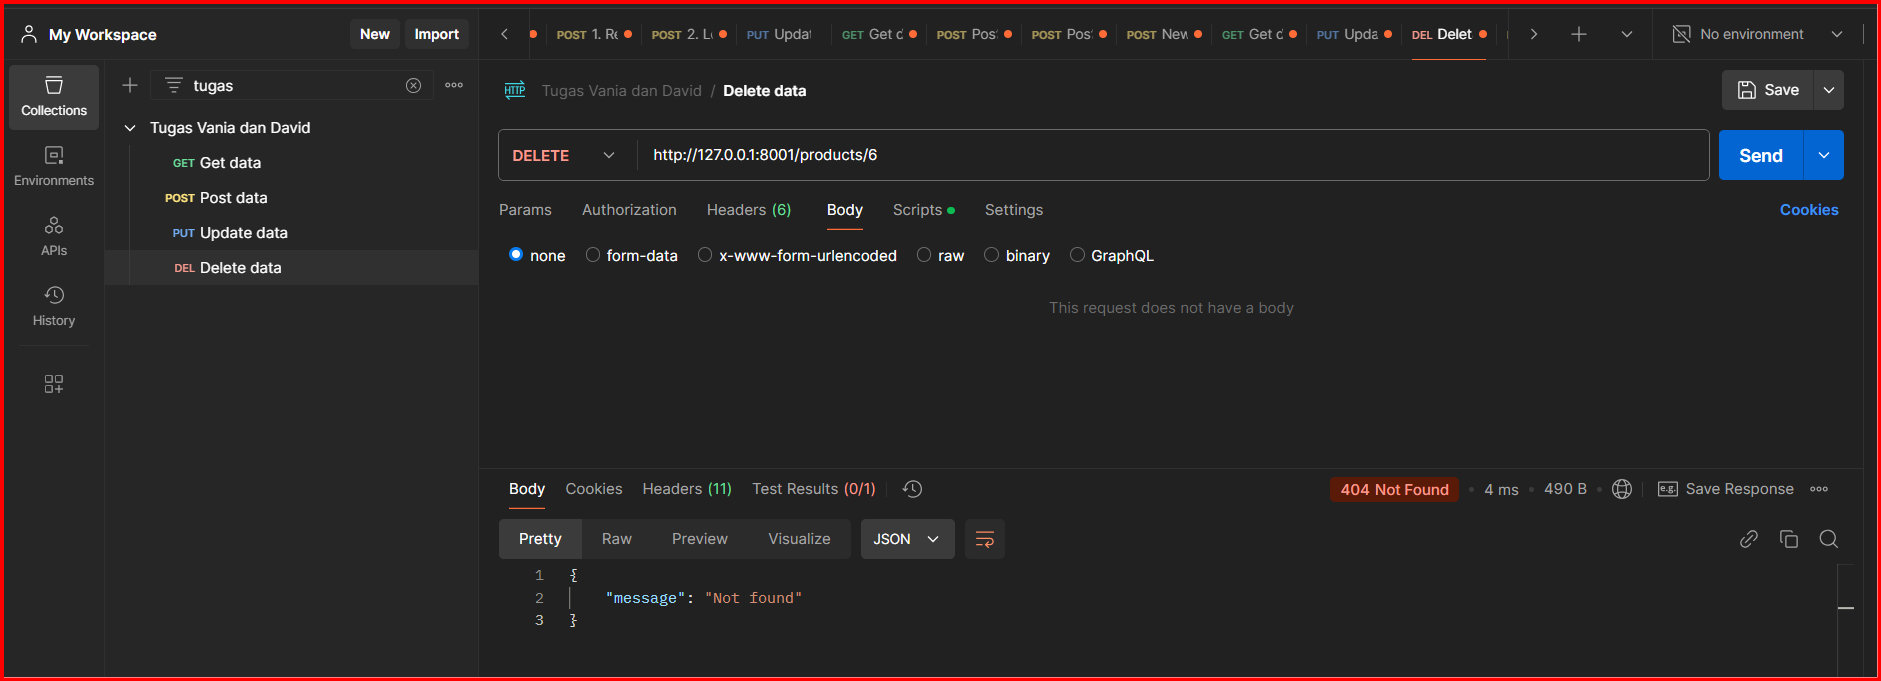 My Workspace New Import
POST 1. Re POST 2. Lo PUT Updat GET Get d POST Pos POST Pos POST New GET Get d PUT Upda DEL Delet No environment
Collections
Environments
APIs
History
tugas
Tugas Vania dan David
GET Get data
POST Post data
PUT Update data
DEL Delete data
HTTP Tugas Vania dan David / Delete data Save
DELETE http://127.0.0.1:8001/products/6 Send
Params Authorization Headers (6) Body Scripts Settings Cookies
none form-data x-www-form-urlencoded raw binary GraphQL
This request does not have a body
Body Cookies Headers (11) Test Results (0/1) 404 Not Found 4 ms 490 B e.g. Save Response
Pretty Raw Preview Visualize JSON
1 {
2 "message": "Not found"
3 }